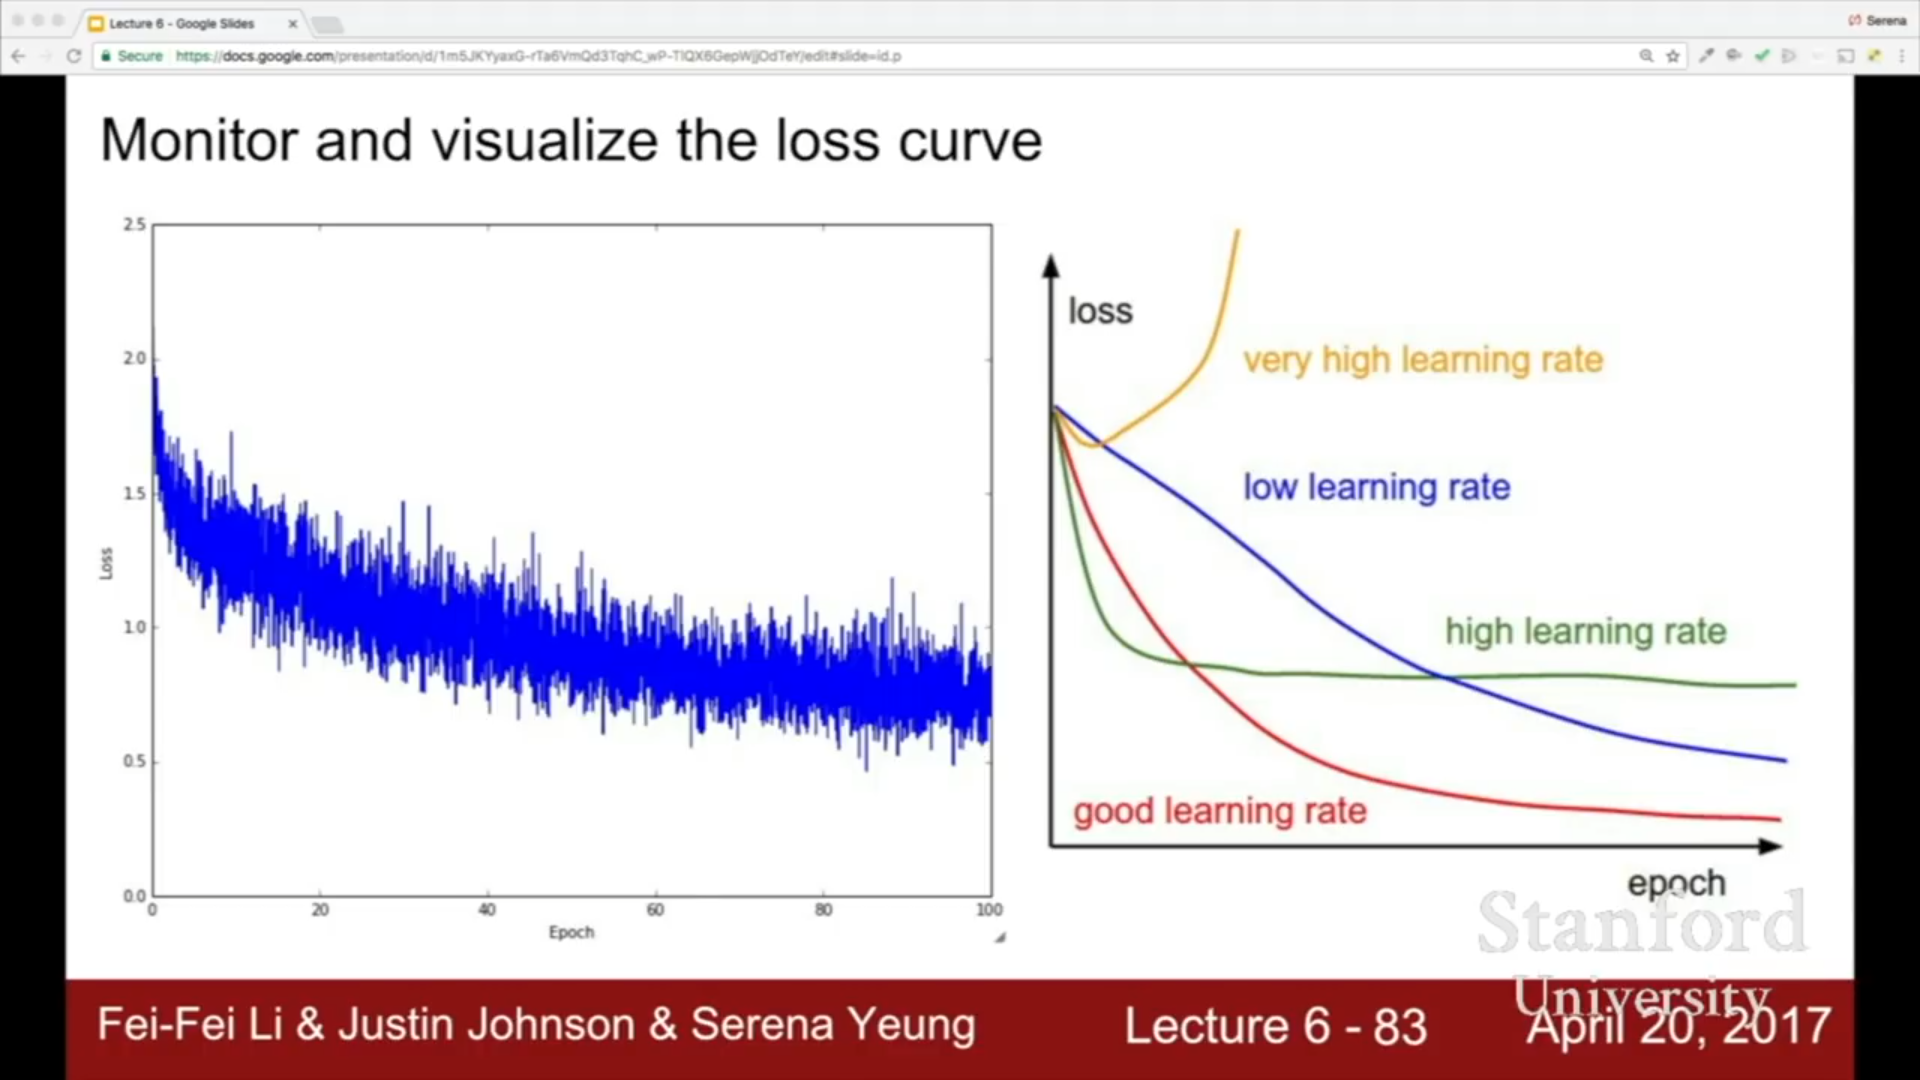 Lecture 6 - Google Slides
Serena
Secure https://docs.google.com/presentation/d/1m5JKYyaxG-rTa6VmQd3TqhC_wP-TlQX6GepWjjOdTeY/edit#slide=id.p
Monitor and visualize the loss curve
2.5
2.0
1.5
1.0
0.5
0.0
Loss
0 20 40 60 80 100
Epoch
loss
very high learning rate
low learning rate
high learning rate
good learning rate
epoch
Stanford
University
Fei-Fei Li & Justin Johnson & Serena Yeung Lecture 6 - 83 April 20, 2017